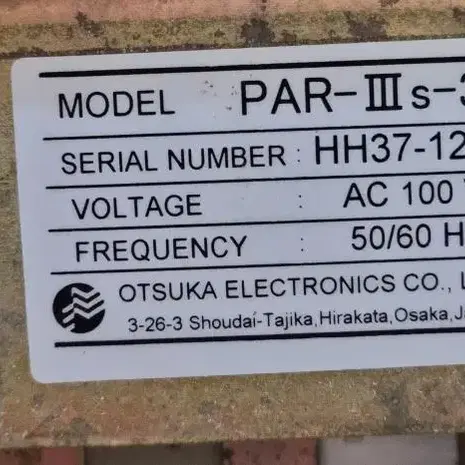 MODEL PAR-Ⅲs-3
SERIAL NUMBER : HH37-12
VOLTAGE : AC 100
FREQUENCY : 50/60 H
OTSUKA ELECTRONICS CO., L
3-26-3 Shoudai-Tajika,Hirakata,Osaka,J